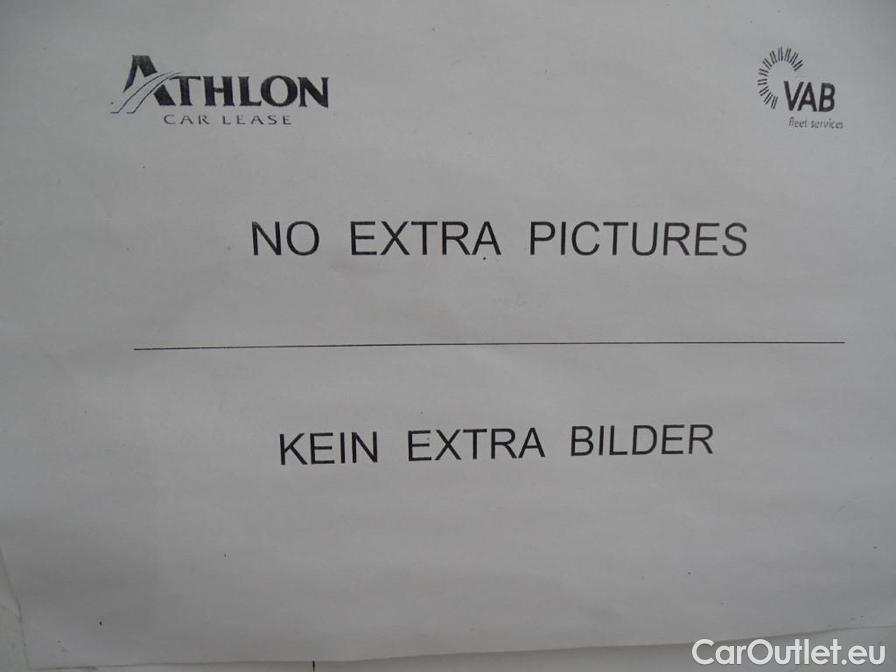 ATHLON
CAR LEASE
VAB
fleet services
NO EXTRA PICTURES
KEIN EXTRA BILDER
CarOutlet.eu